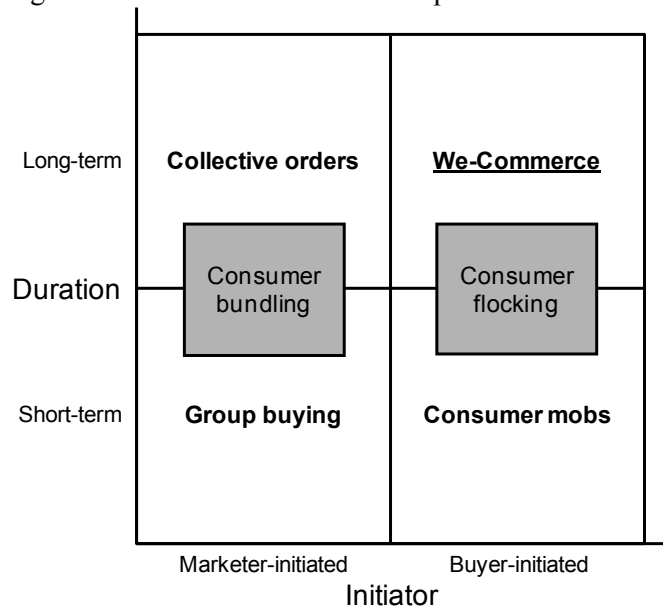 Long-term
Collective orders
We-Commerce
Duration
Consumer
bundling
Consumer
flocking
Short-term
Group buying
Consumer mobs
Marketer-initiated
Buyer-initiated
Initiator